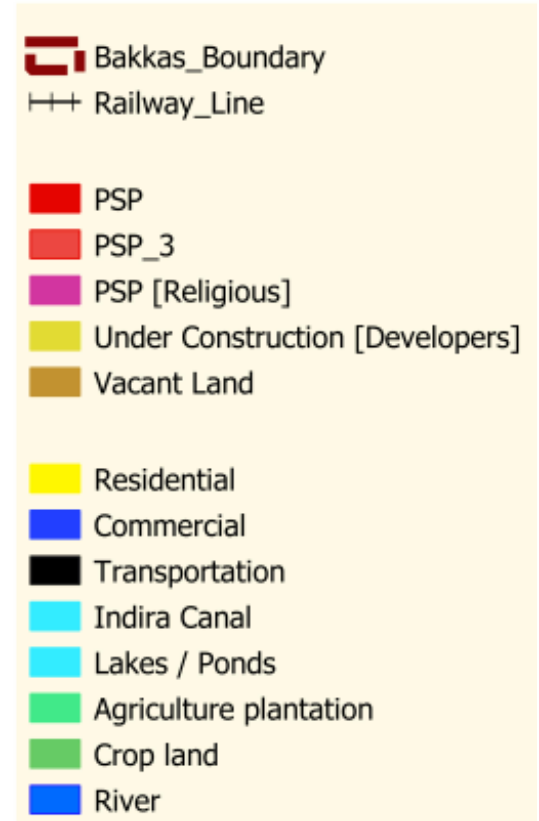 Bakkas_Boundary
Railway_Line
PSP
PSP_3
PSP [Religious]
Under Construction [Developers]
Vacant Land
Residential
Commercial
Transportation
Indira Canal
Lakes / Ponds
Agriculture plantation
Crop land
River